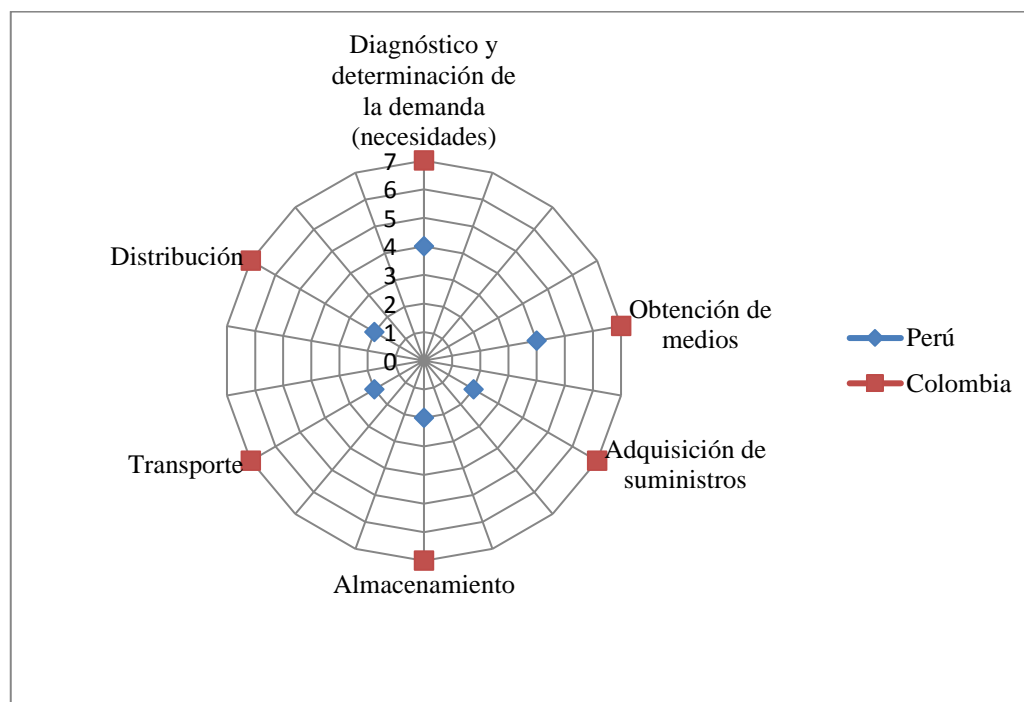 Diagnóstico y
determinación de
la demanda
(necesidades)
7
6
5
4
3
2
1
0
Distribución
Obtención de
medios
Perú
Colombia
Transporte
Adquisición de
suministros
Almacenamiento